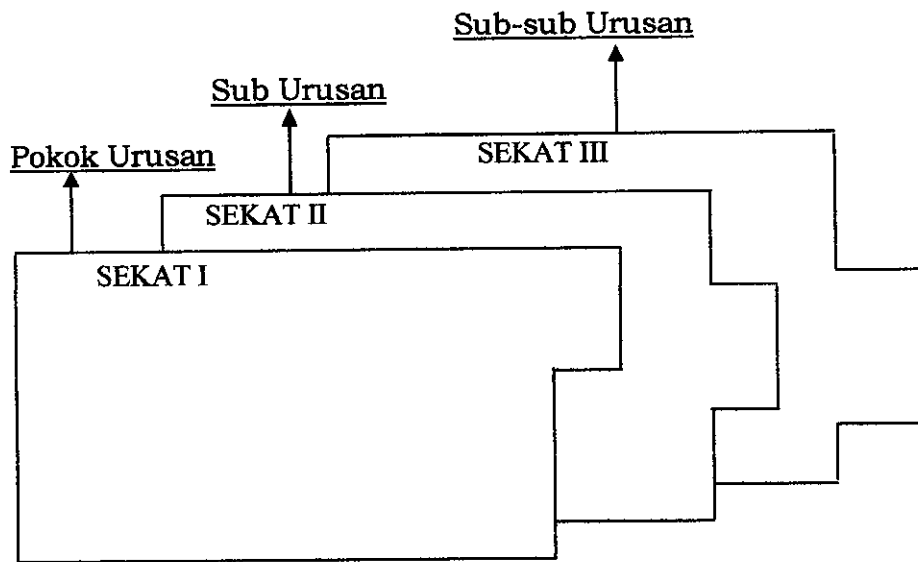 Sub-sub Urusan
Sub Urusan
Pokok Urusan
SEKAT III
SEKAT II
SEKAT I